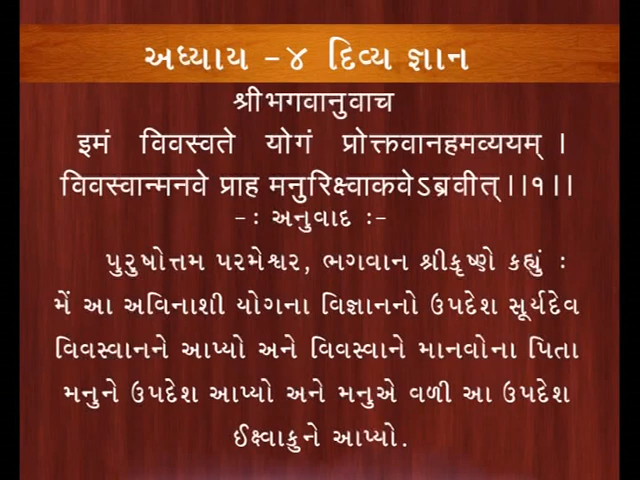 અધ્યાય -૪ દિવ્ય જ્ઞાન
श्रीभगवानुवाच
इमं विवस्वते योगं प्रोक्तवानहमव्ययम् ।
विवस्वान्मनवे प्राह मनुरिक्ष्वाकवेऽब्रवीत् ।।१।।
-: અનુવાદ :-
પુરુષોત્તમ પરમેશ્વર, ભગવાન શ્રીકૃષ્ણે કહ્યું :
મેં આ અવિનાશી યોગના વિજ્ઞાનનો ઉપદેશ સૂર્યદેવ
વિવસ્વાનને આપ્યો અને વિવસ્વાને માનવોના પિતા
મનુને ઉપદેશ આપ્યો અને મનુએ વળી આ ઉપદેશ
ઈક્ષ્વાકુને આપ્યો.